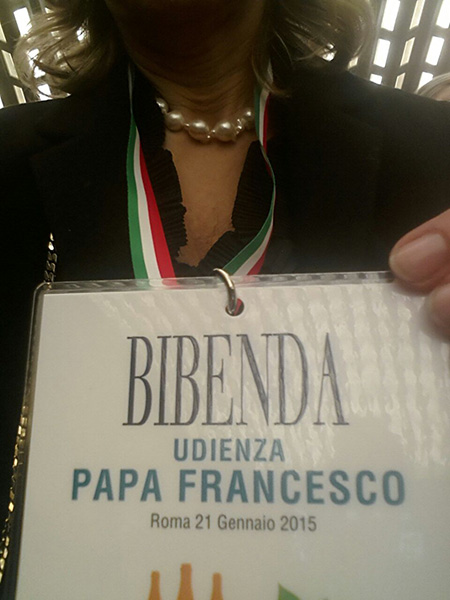 BIBENDA
UDIENZA
PAPA FRANCESCO
Roma 21 Gennaio 2015